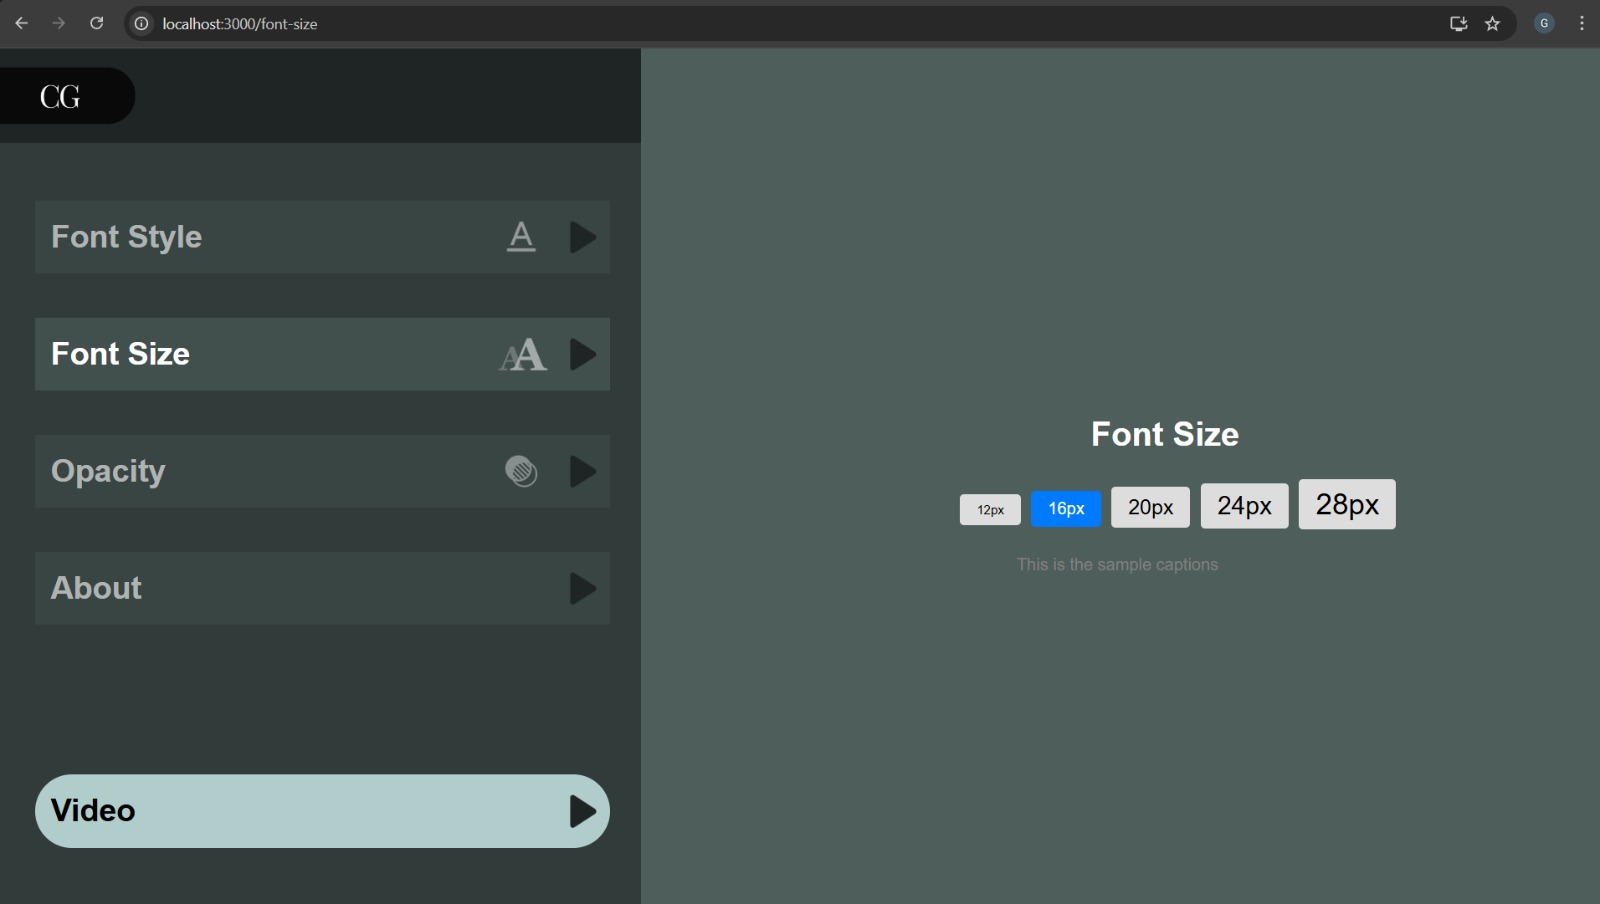 localhost:3000/font-size
G
CG
Font Style
A
Font Size
AA
Opacity
About
Video
Font Size
12px 16px 20px 24px 28px
This is the sample captions